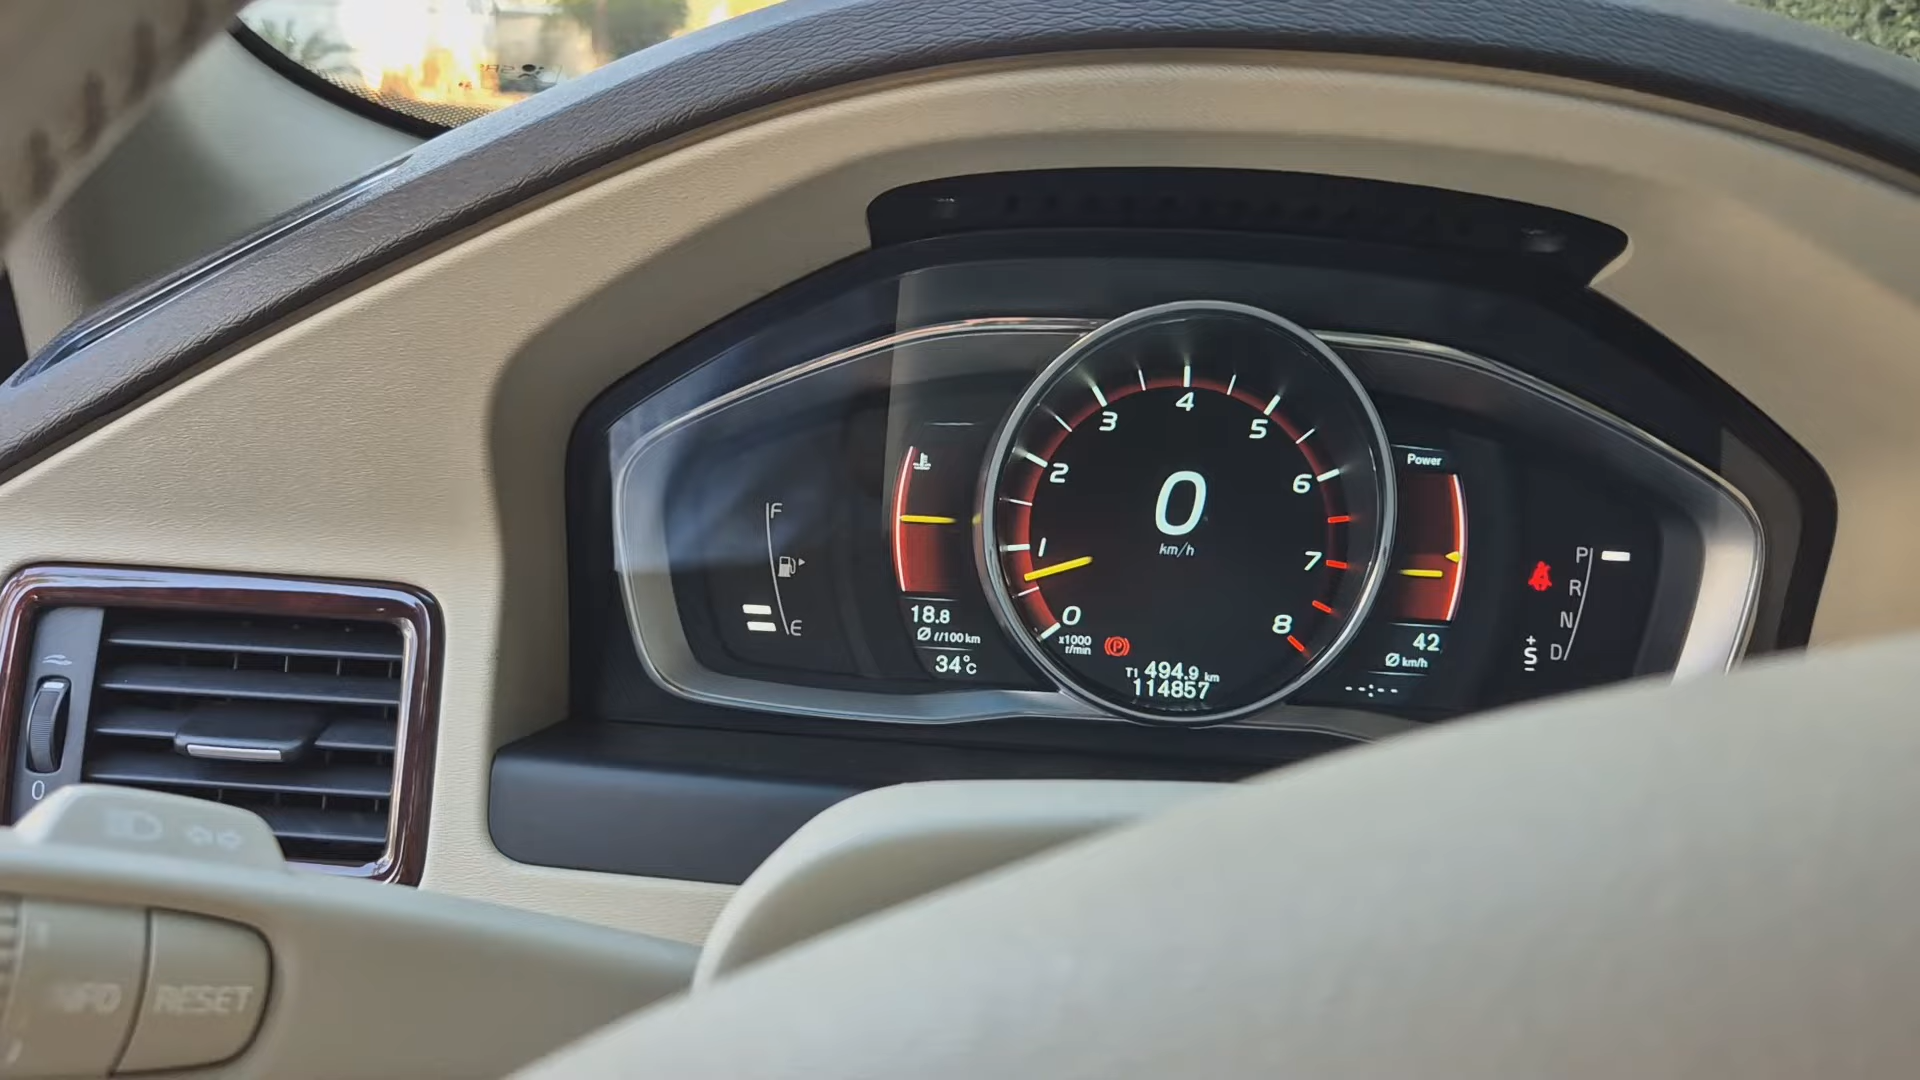 F
E
18.8
Ø l/100km
34°C
0
1
2
3
4
5
6
7
8
x1000
r/min
0
km/h
T1 494.9 km
114857
Power
42
Ø km/h
--:--
P
R
N
D
+
S
-
0
RESET